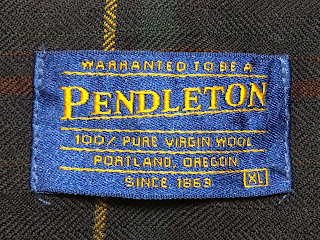 WARRANTED TO BE A
PENDLETON
100% PURE VIRGIN WOOL
PORTLAND, OREGON
SINCE 1863 XL